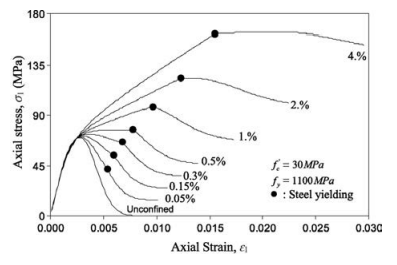 180
135
90
45
0
Axial stress, σ₁ (MPa)
4.%
2.%
1.%
0.5%
0.3%
0.15%
0.05%
Unconfined
f'c = 30MPa
fy = 1100MPa
● : Steel yielding
0.000 0.005 0.010 0.015 0.020 0.025 0.030
Axial Strain, ε₁